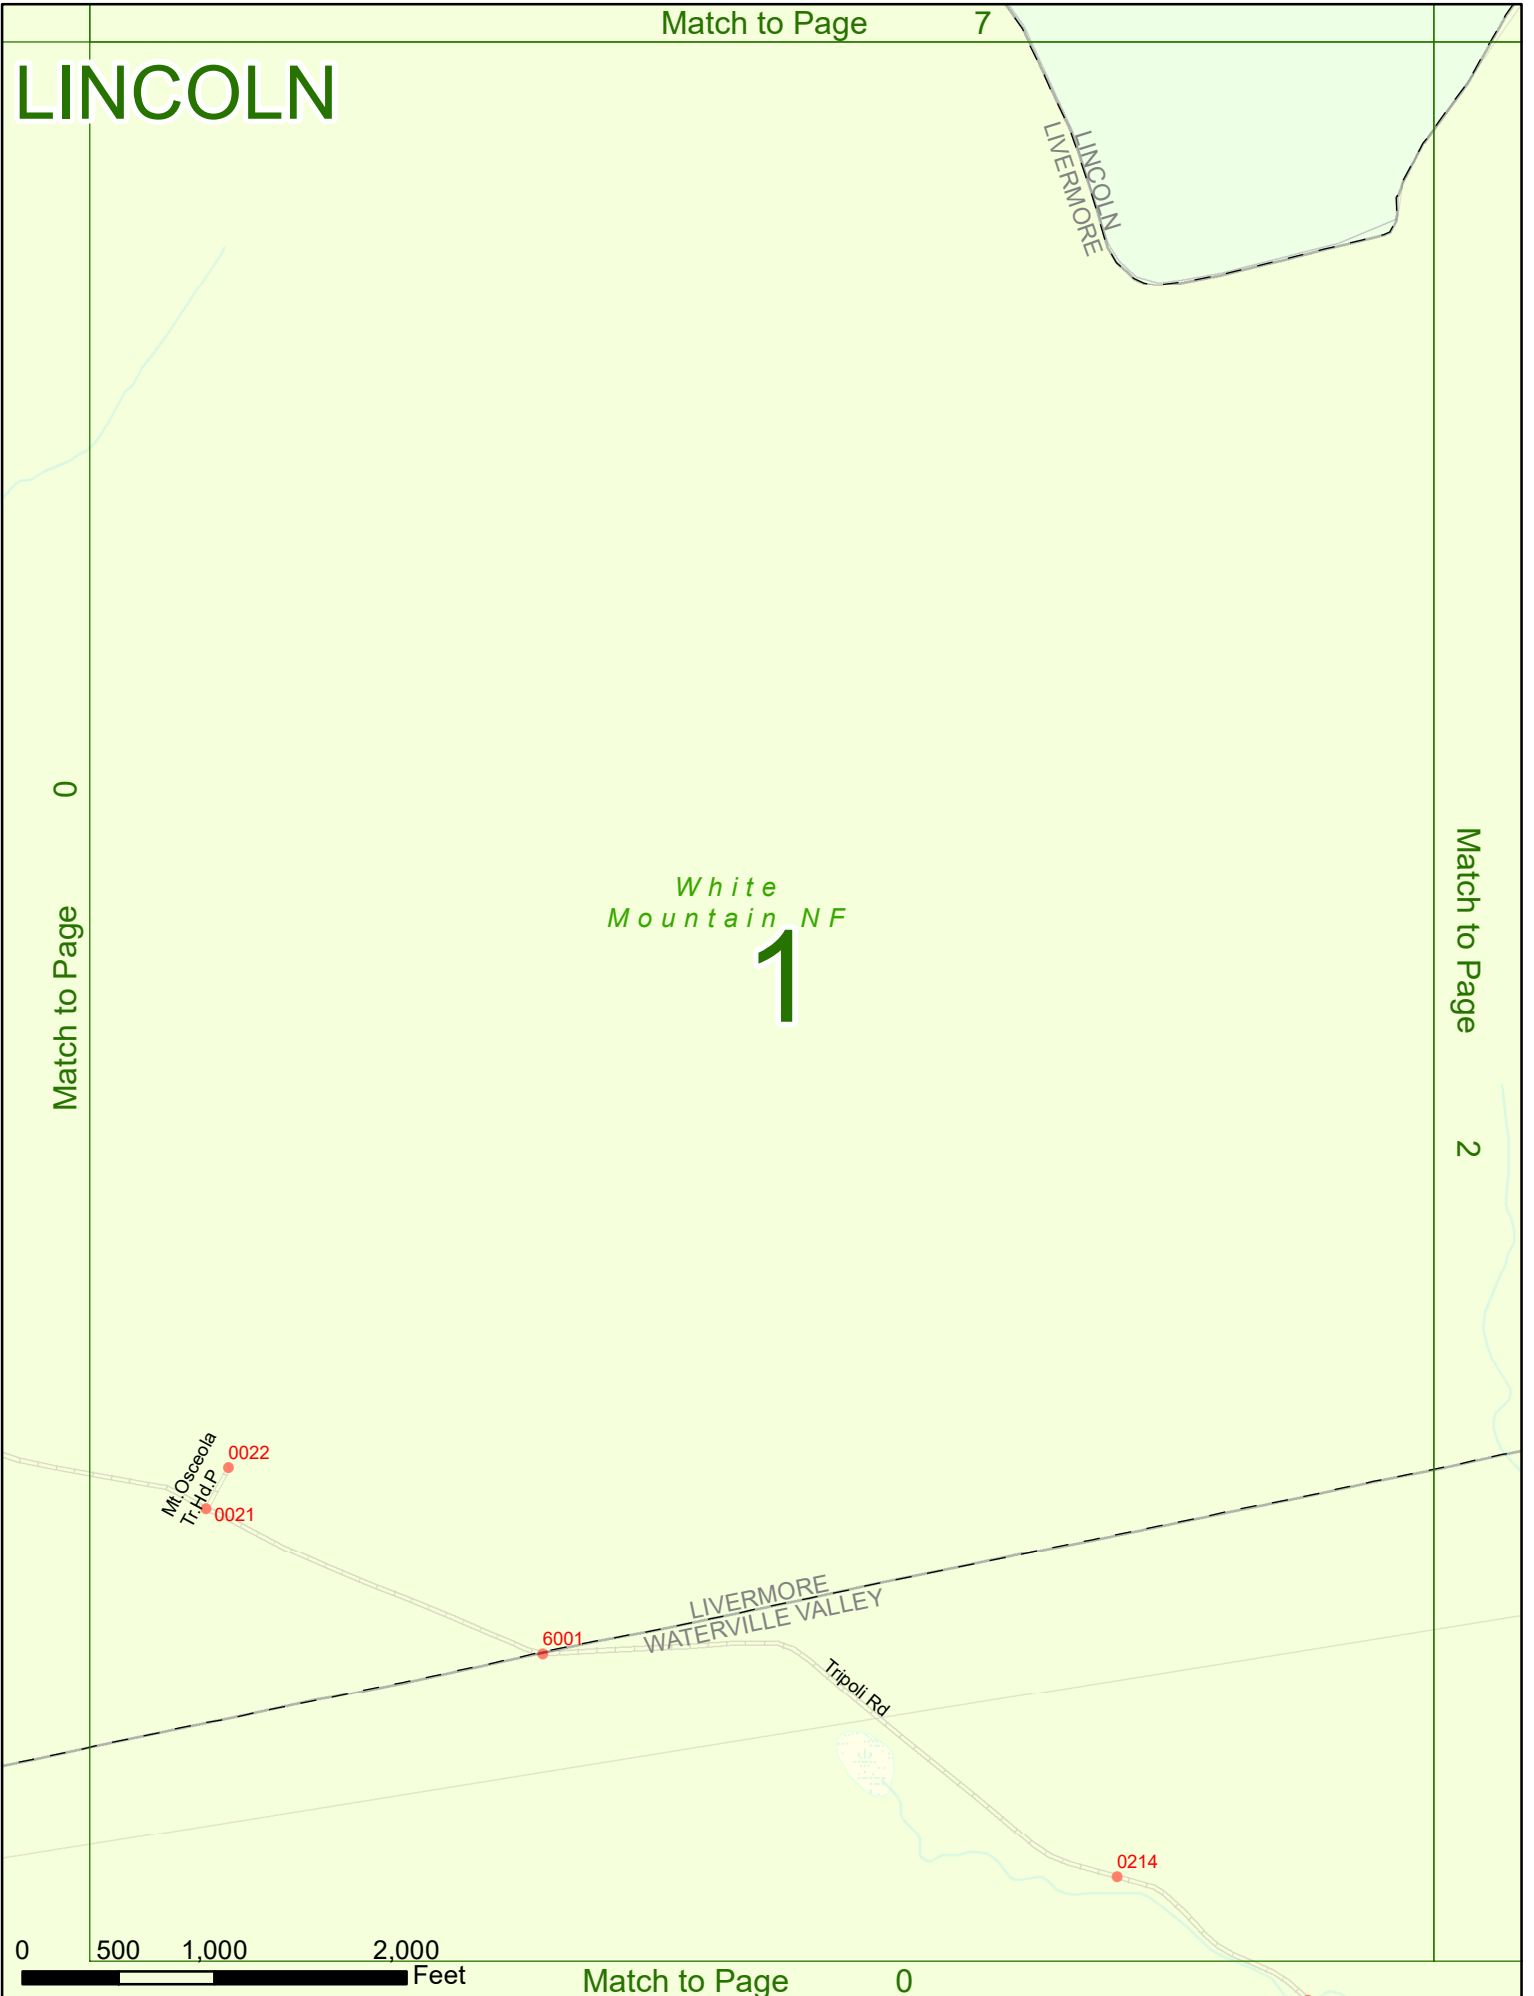 Match to Page 7
LINCOLN
LINCOLN
LIVERMORE
Match to Page 0
White
Mountain NF
1
Match to Page 2
Mt.Osceola
Tr.Hd.P
0022
0021
LIVERMORE
WATERVILLE VALLEY
6001
Tripoli Rd
0214
0 500 1,000 2,000
Feet
Match to Page 0